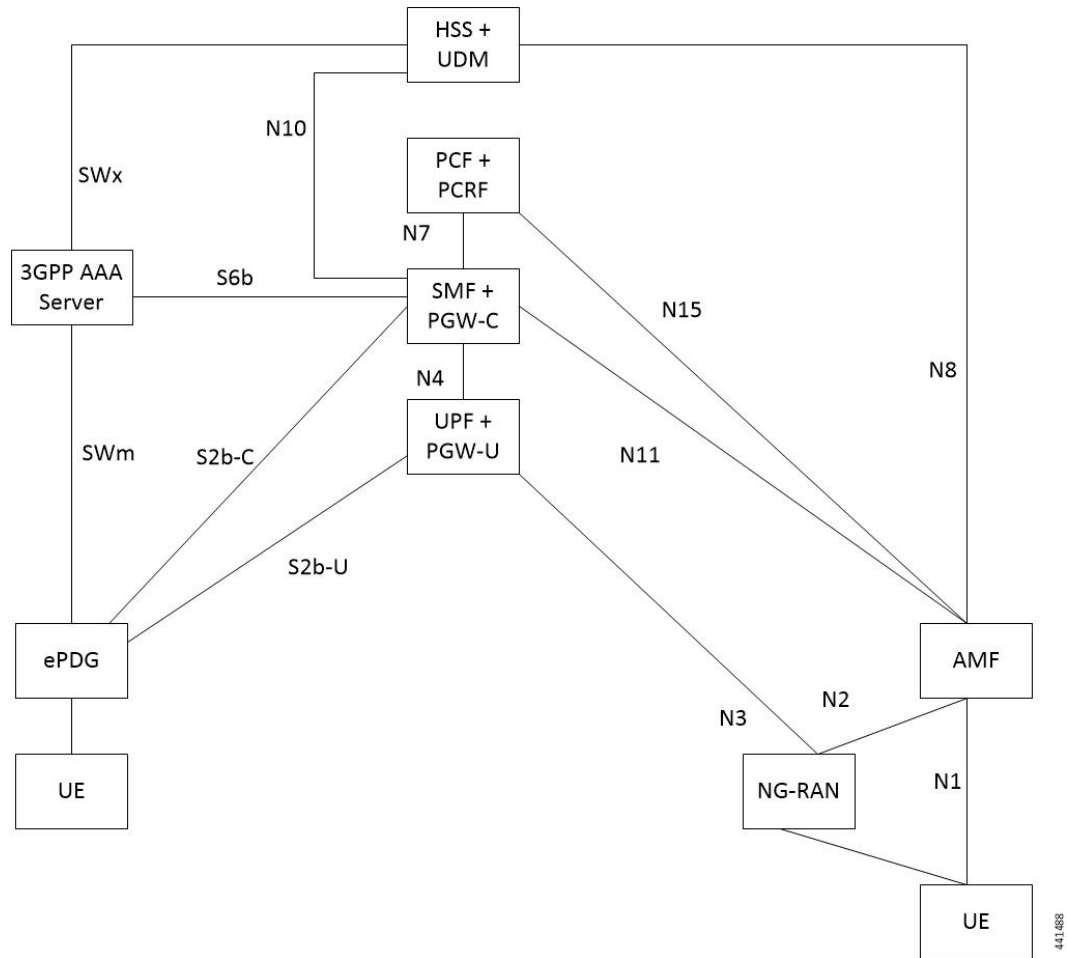 HSS +
UDM
N10
SWx
PCF +
PCRF
N7
3GPP AAA
Server
S6b
SMF +
PGW-C
N15
N8
N4
UPF +
PGW-U
SWm
S2b-C
N11
S2b-U
ePDG
AMF
N2
N3
UE
NG-RAN
N1
UE
441488